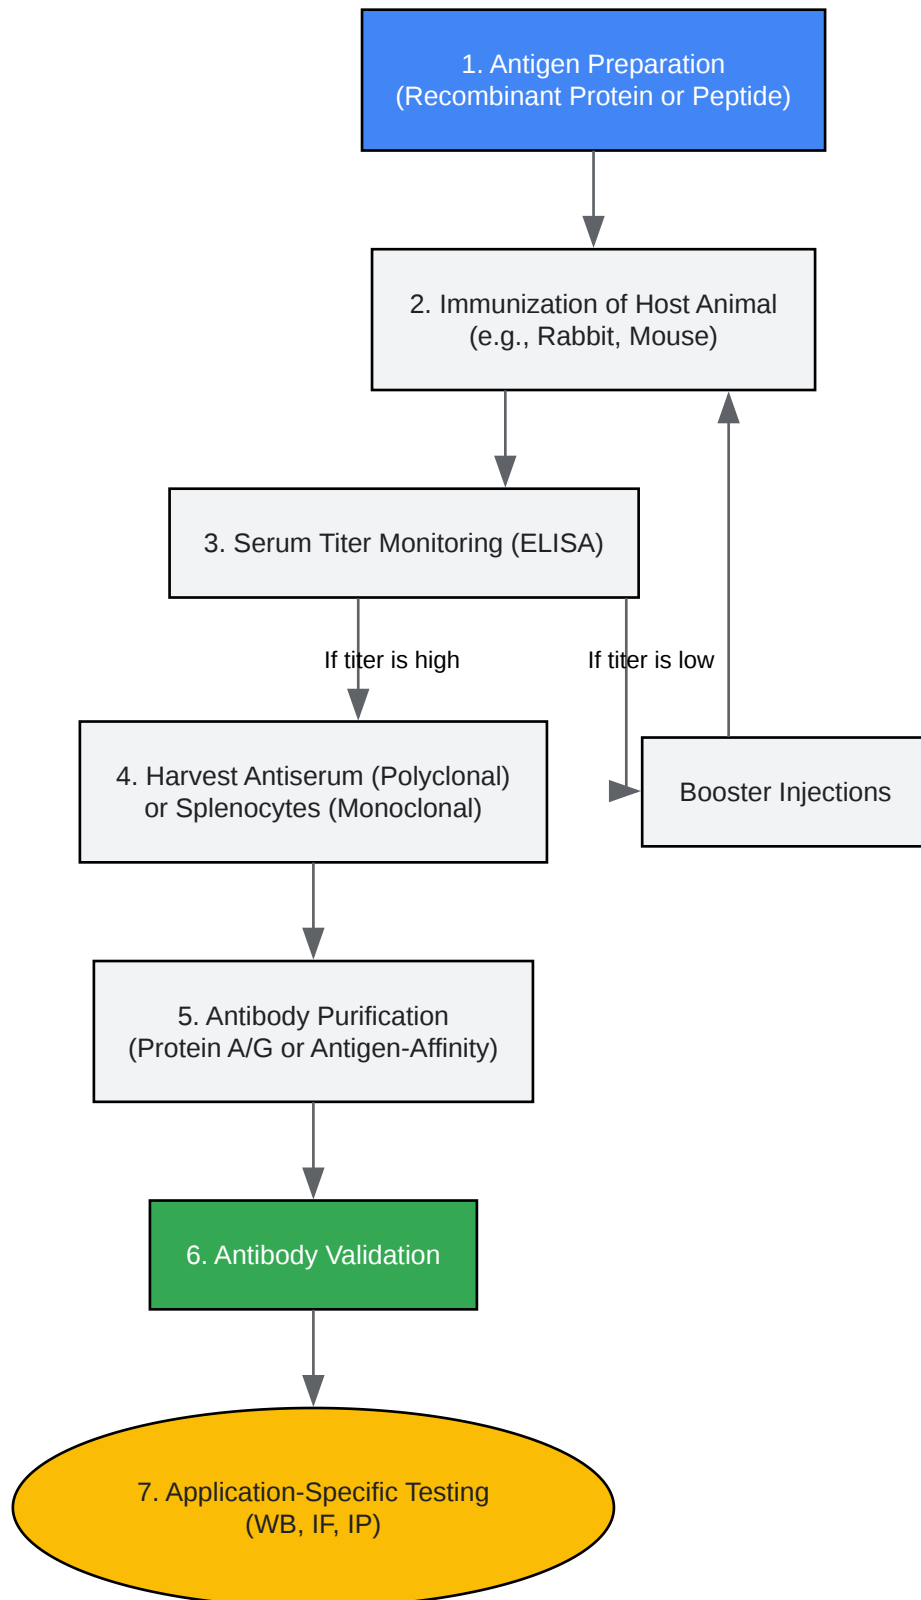 1. Antigen Preparation
(Recombinant Protein or Peptide)
2. Immunization of Host Animal
(e.g., Rabbit, Mouse)
3. Serum Titer Monitoring (ELISA)
If titer is high
If titer is low
4. Harvest Antiserum (Polyclonal)
or Splenocytes (Monoclonal)
Booster Injections
5. Antibody Purification
(Protein A/G or Antigen-Affinity)
6. Antibody Validation
7. Application-Specific Testing
(WB, IF, IP)